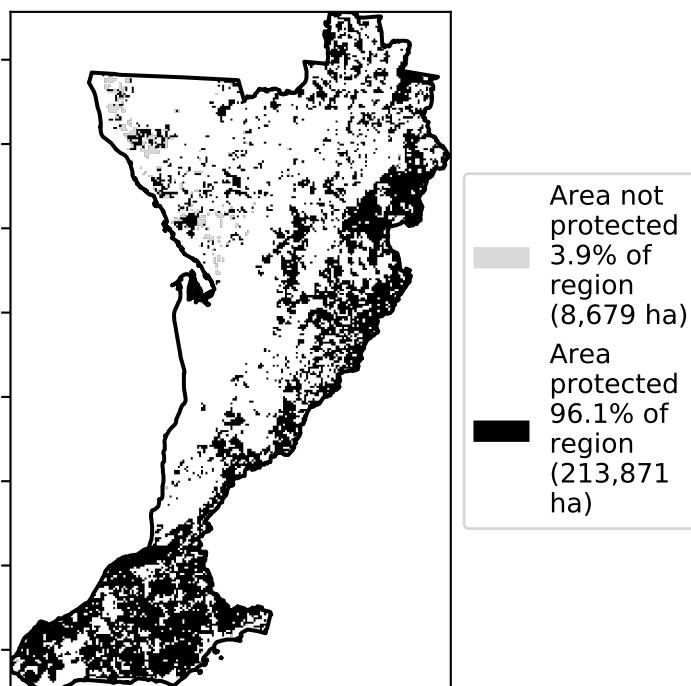 Area not
protected
3.9% of
region
(8,679 ha)
Area
protected
96.1% of
region
(213,871
ha)